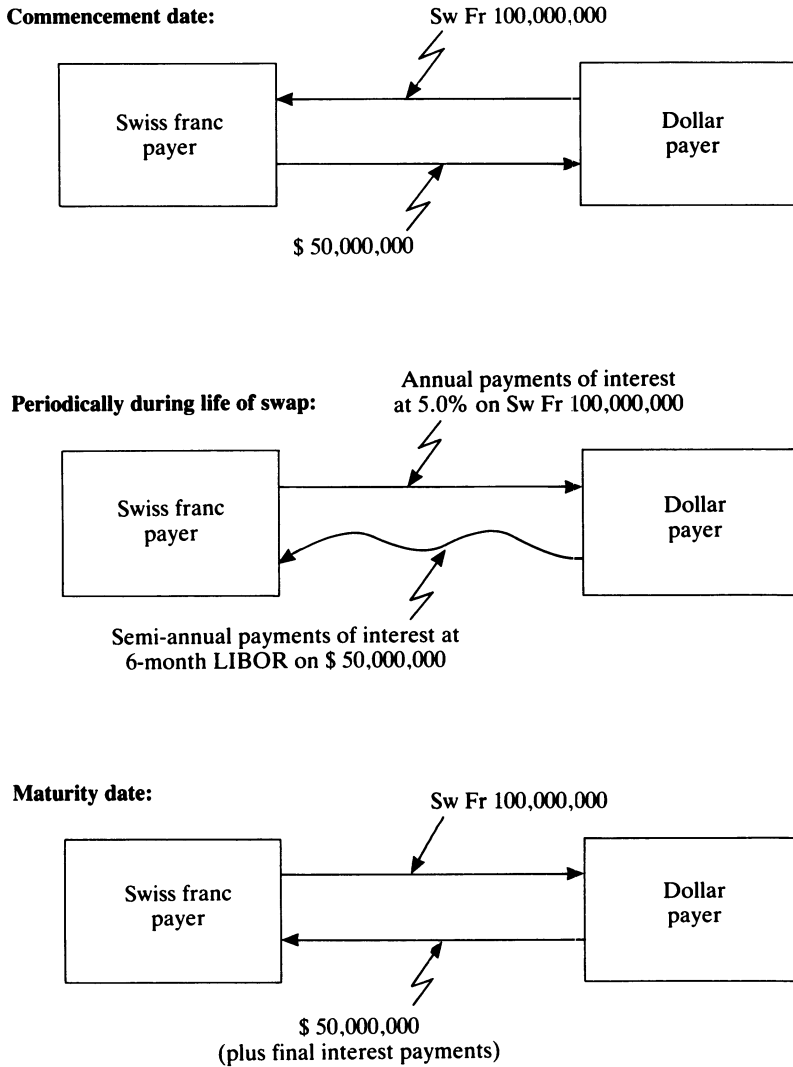 Commencement date:
Sw Fr 100,000,000
Swiss franc
payer
Dollar
payer
$ 50,000,000
Periodically during life of swap:
Annual payments of interest
at 5.0% on Sw Fr 100,000,000
Swiss franc
payer
Dollar
payer
Semi-annual payments of interest at
6-month LIBOR on $ 50,000,000
Maturity date:
Sw Fr 100,000,000
Swiss franc
payer
Dollar
payer
$ 50,000,000
(plus final interest payments)